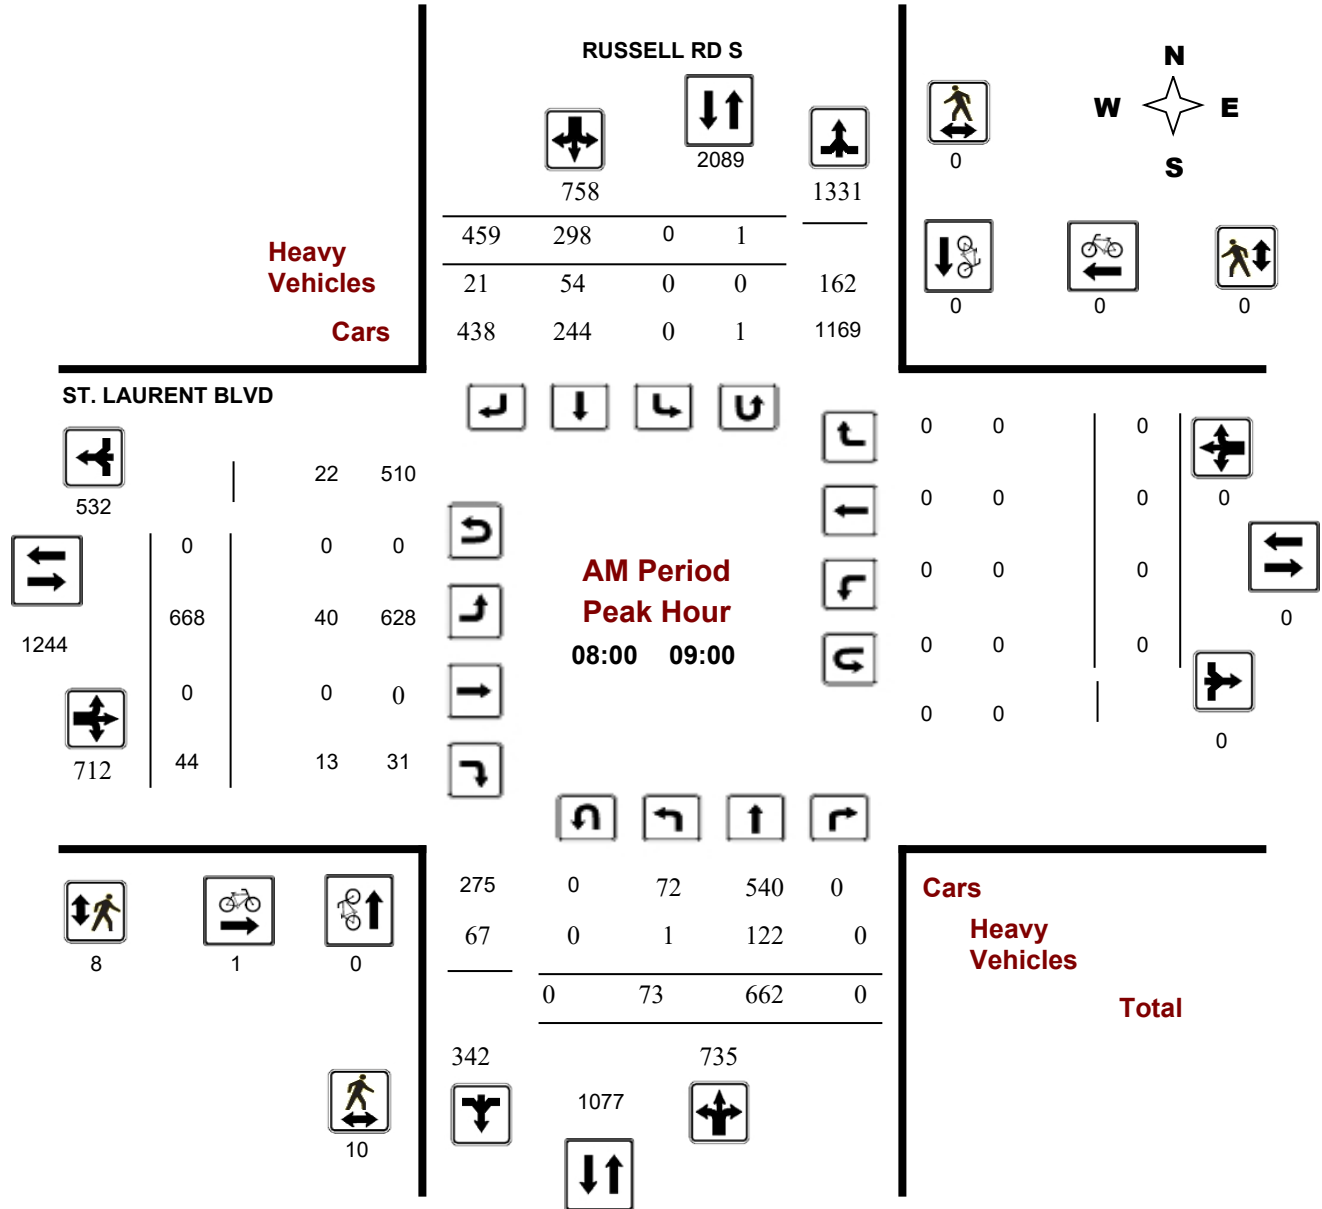 RUSSELL RD S
N
W E
S
2089
758 1331
0
459 298 0 1
Heavy
Vehicles
21 54 0 0 162
0 0 0
Cars 438 244 0 1 1169
ST. LAURENT BLVD
0 0 0
22 510
532
0 0 0 0
0 0 0
AM Period
0 0 0
Peak Hour
668 40 628
0
1244
08:00 09:00
0 0 0
0 0 0
0 0
0
712 44 13 31
275 0 72 540 0 Cars
67 0 1 122 0 Heavy
Vehicles
8 1 0
0 73 662 0
Total
342 735
1077
10